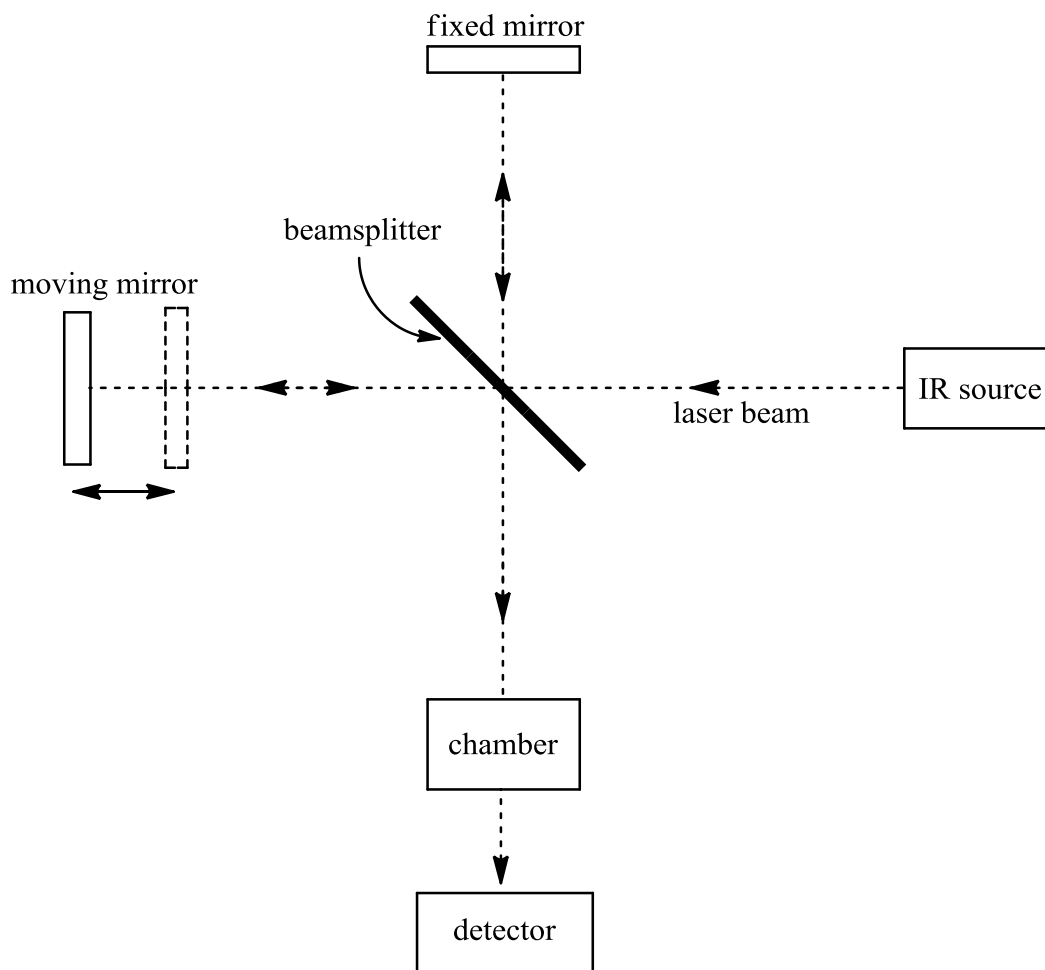 fixed mirror
beamsplitter
moving mirror
IR source
laser beam
chamber
detector